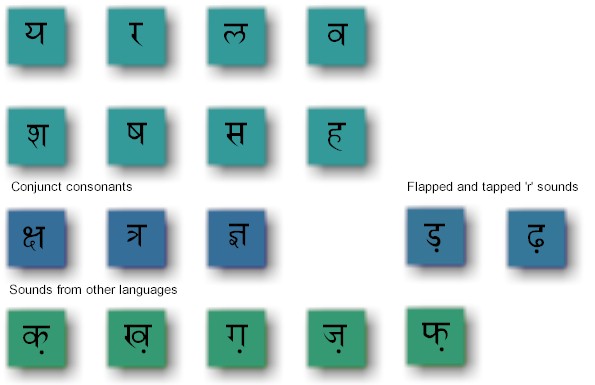 य र ल व
श ष स ह
Conjunct consonants Flapped and tapped 'r' sounds
क्ष त्र ज्ञ ड़ ढ़
Sounds from other languages
क़ ख़ ग़ ज़ फ़